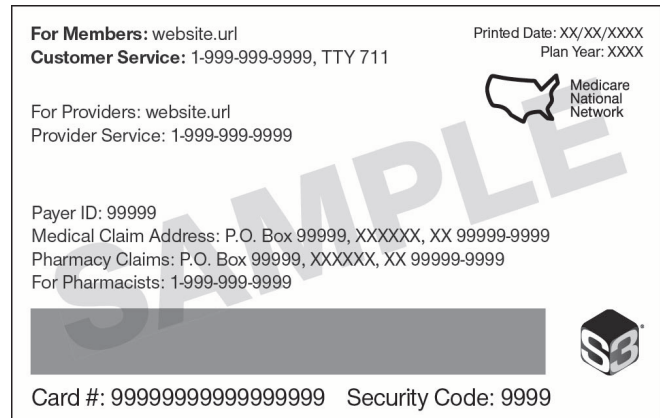 For Members: website.url
Customer Service: 1-999-999-9999, TTY 711
Printed Date: XX/XX/XXXX
Plan Year: XXXX
Medicare
National
Network
For Providers: website.url
Provider Service: 1-999-999-9999
SAMPLE
Payer ID: 99999
Medical Claim Address: P.O. Box 99999, XXXXXX, XX 99999-9999
Pharmacy Claims: P.O. Box 99999, XXXXXX, XX 99999-9999
For Pharmacists: 1-999-999-9999
S3
Card #: 99999999999999999 Security Code: 9999